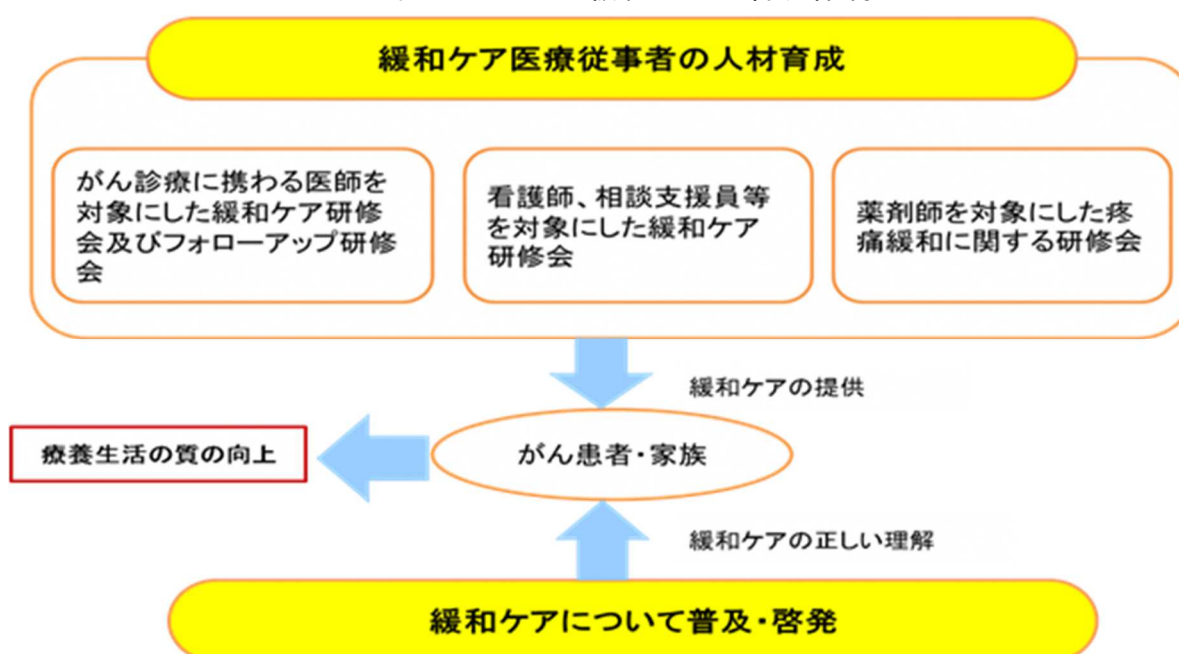 緩和ケア医療従事者の人材育成
がん診療に携わる医師を
対象にした緩和ケア研修
会及びフォローアップ研修
会
看護師、相談支援員等
を対象にした緩和ケア
研修会
薬剤師を対象にした疼
痛緩和に関する研修会
緩和ケアの提供
療養生活の質の向上
がん患者・家族
緩和ケアの正しい理解
緩和ケアについて普及・啓発